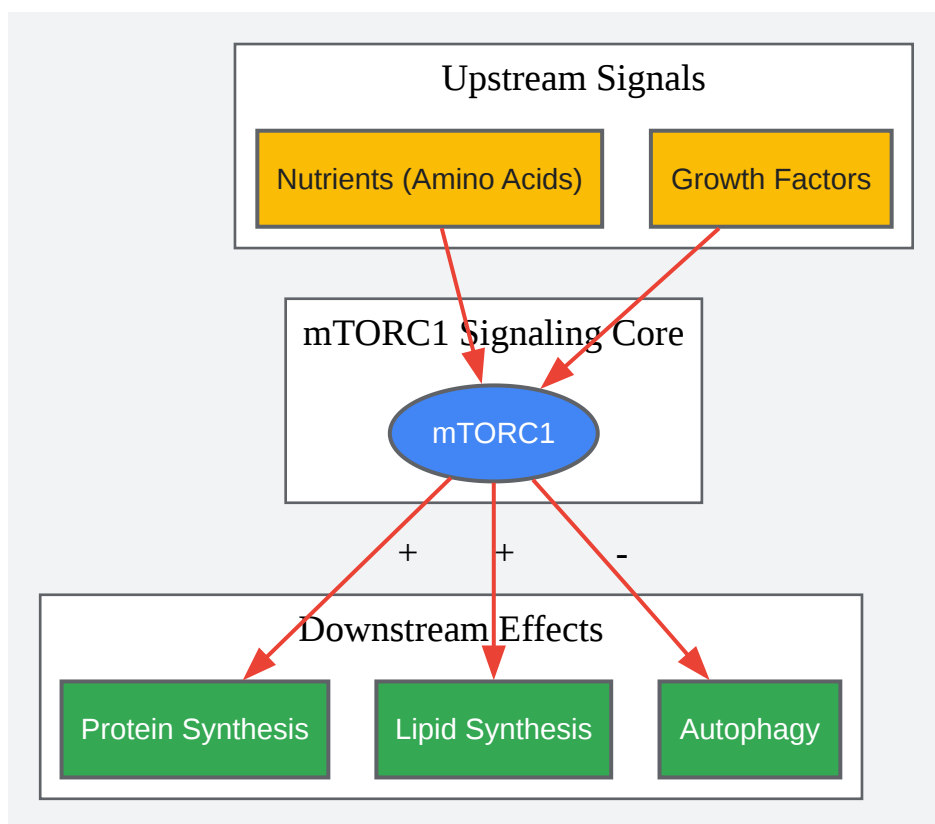 Upstream Signals
Nutrients (Amino Acids)
Growth Factors
mTORC1 Signaling Core
mTORC1
+
+
-
Downstream Effects
Protein Synthesis
Lipid Synthesis
Autophagy